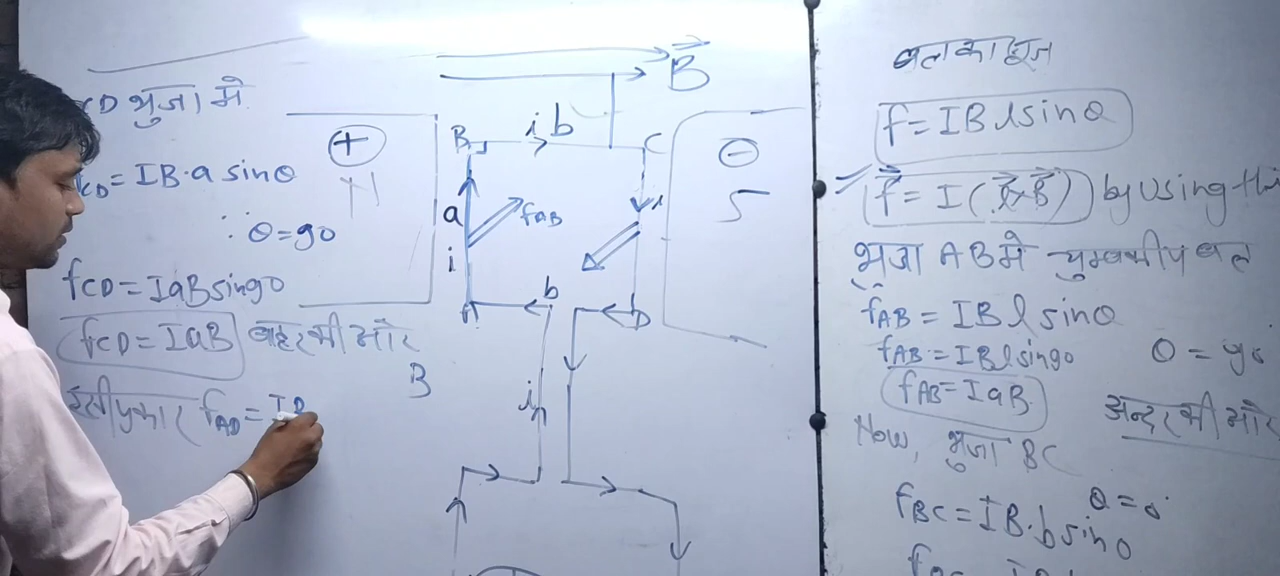 CD भुजा में
fCD = IB·a sinθ
∵ θ = 90
fCD = IaB sin90
fCD = IaB बाहर की ओर
इसी प्रकार fAD = IB
B
B i b C
+
a
i
fAB
i
A b D
i
−
S
B
बल का सूत्र
f = IBl sinθ
f = I(l×B) by using thi
भुजा AB में चुम्बकीय बल
fAB = IBl sinθ
fAB = IBl sin90 θ = 90
fAB = IaB. अन्दर की ओर
Now, भुजा BC
fBC = IB·b sin0 θ = 0°